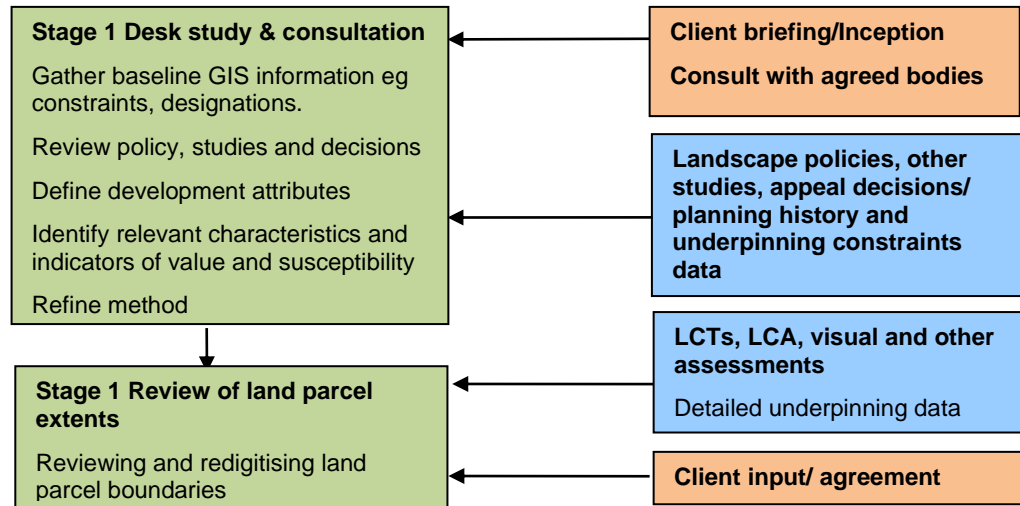 Stage 1 Desk study & consultation
Gather baseline GIS information eg
constraints, designations.
Review policy, studies and decisions
Define development attributes
Identify relevant characteristics and
indicators of value and susceptibility
Refine method
Client briefing/Inception
Consult with agreed bodies
Landscape policies, other
studies, appeal decisions/
planning history and
underpinning constraints
data
Stage 1 Review of land parcel
extents
Reviewing and redigitising land
parcel boundaries
LCTs, LCA, visual and other
assessments
Detailed underpinning data
Client input/ agreement